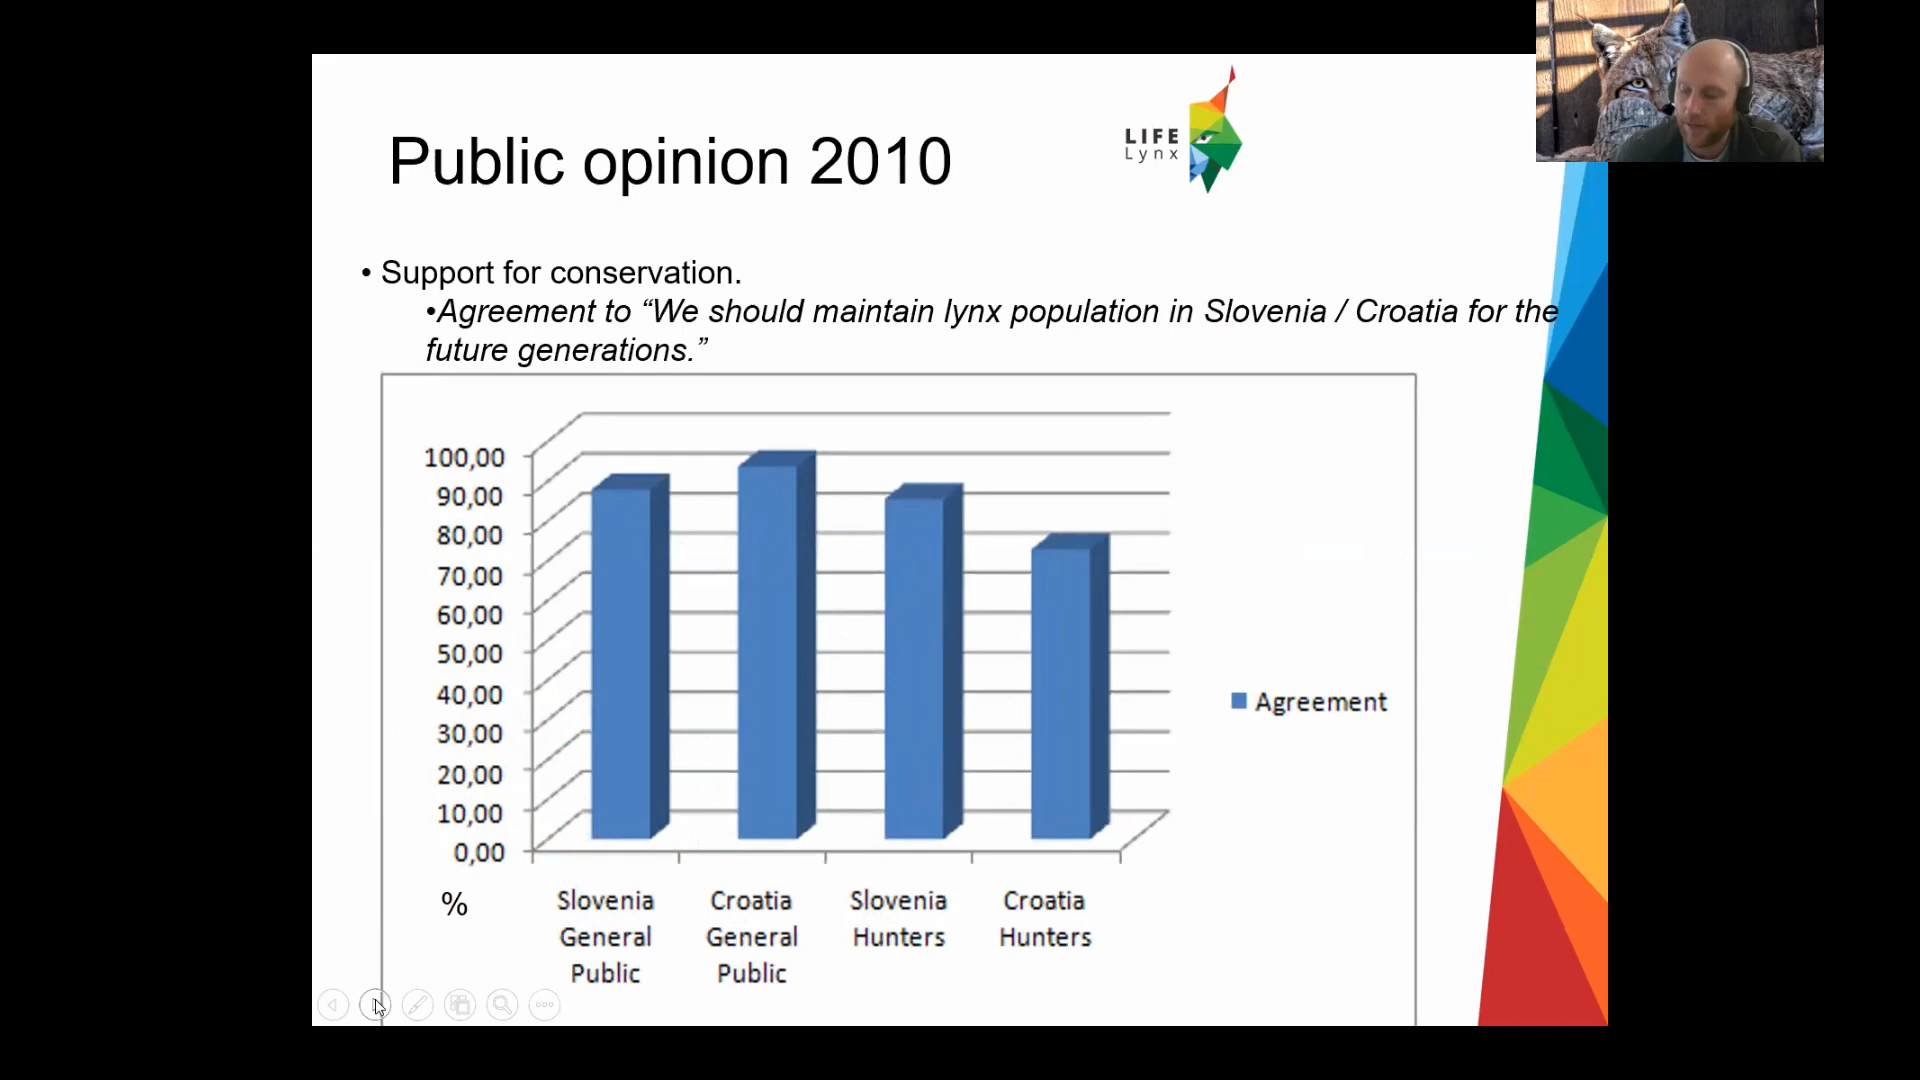 Public opinion 2010
LIFE
Lynx
• Support for conservation.
•Agreement to “We should maintain lynx population in Slovenia / Croatia for the
future generations.”
100,00
90,00
80,00
70,00
60,00
50,00
40,00
30,00
20,00
10,00
0,00
%
Slovenia
General
Public
Croatia
General
Public
Slovenia
Hunters
Croatia
Hunters
Agreement